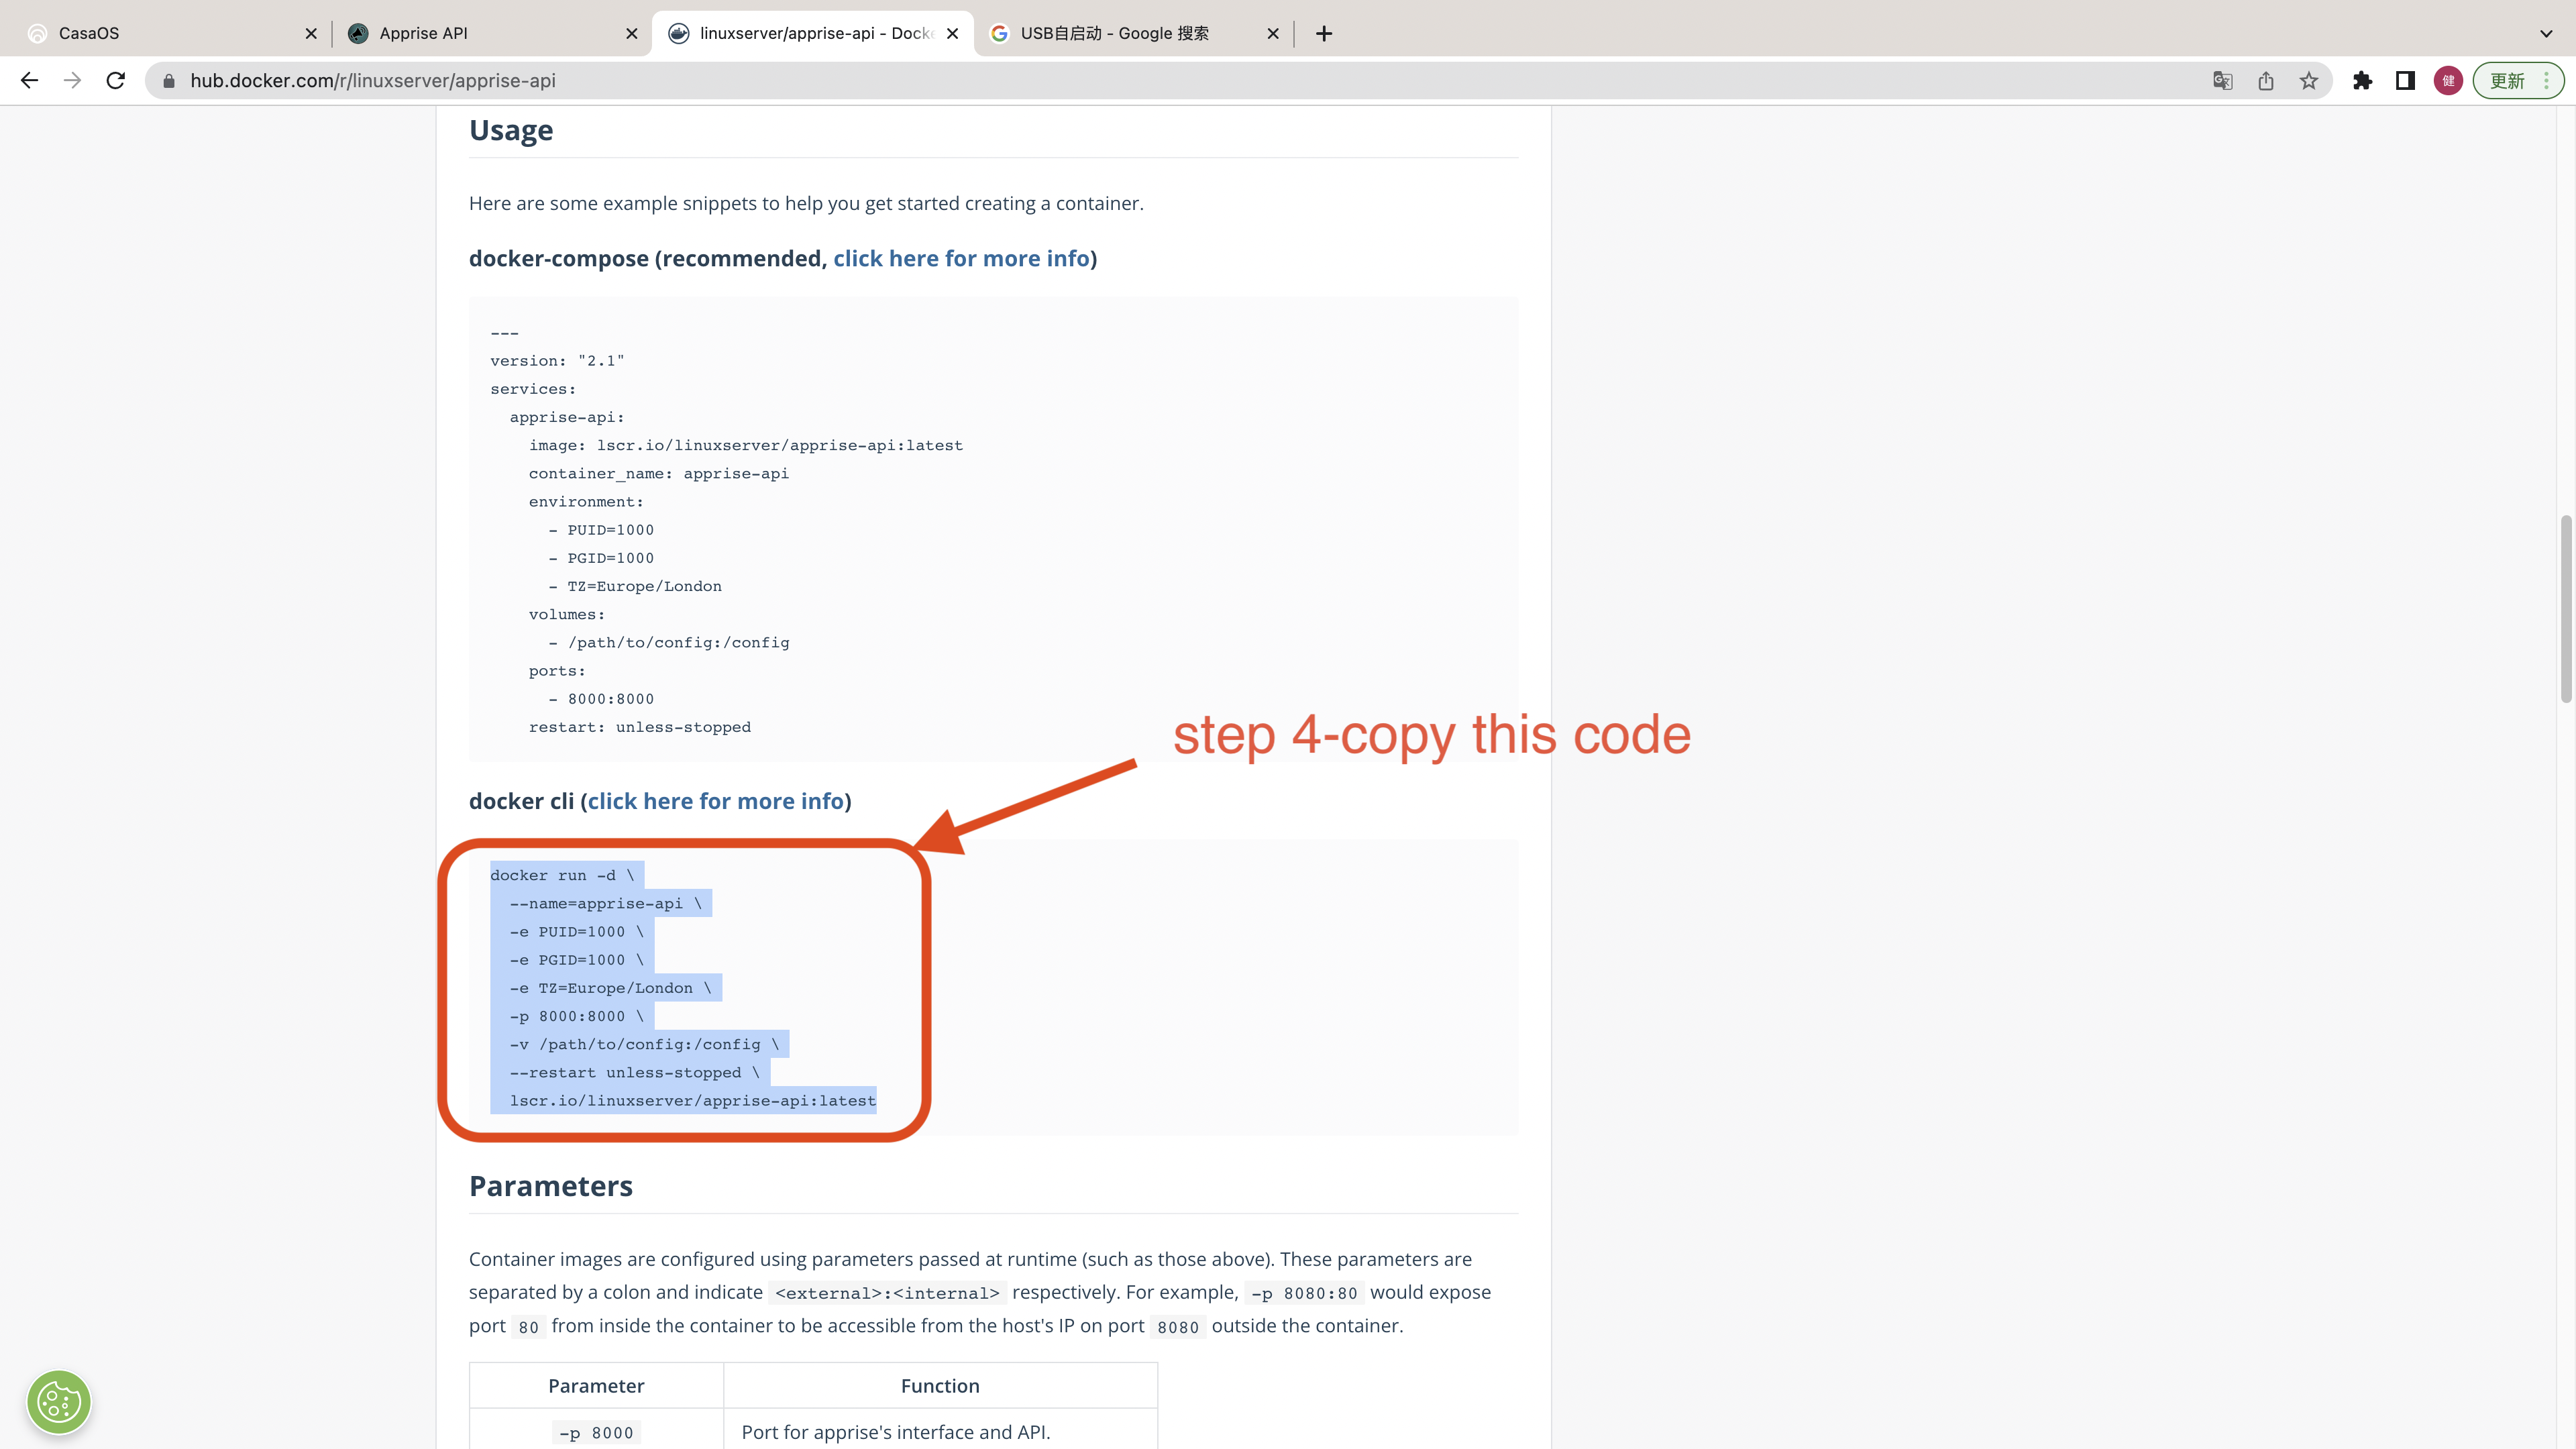 CasaOS
Apprise API
linuxserver/apprise-api - Docke
USB自启动 - Google 搜索
hub.docker.com/r/linuxserver/apprise-api
健
更新
Usage
Here are some example snippets to help you get started creating a container.
docker-compose (recommended, click here for more info)
---
version: "2.1"
services:
  apprise-api:
    image: lscr.io/linuxserver/apprise-api:latest
    container_name: apprise-api
    environment:
      - PUID=1000
      - PGID=1000
      - TZ=Europe/London
    volumes:
      - /path/to/config:/config
    ports:
      - 8000:8000
    restart: unless-stopped
step 4-copy this code
docker cli (click here for more info)
docker run -d \
  --name=apprise-api \
  -e PUID=1000 \
  -e PGID=1000 \
  -e TZ=Europe/London \
  -p 8000:8000 \
  -v /path/to/config:/config \
  --restart unless-stopped \
  lscr.io/linuxserver/apprise-api:latest
Parameters
Container images are configured using parameters passed at runtime (such as those above). These parameters are
separated by a colon and indicate <external>:<internal> respectively. For example, -p 8080:80 would expose
port 80 from inside the container to be accessible from the host's IP on port 8080 outside the container.
Parameter Function
-p 8000 Port for apprise's interface and API.